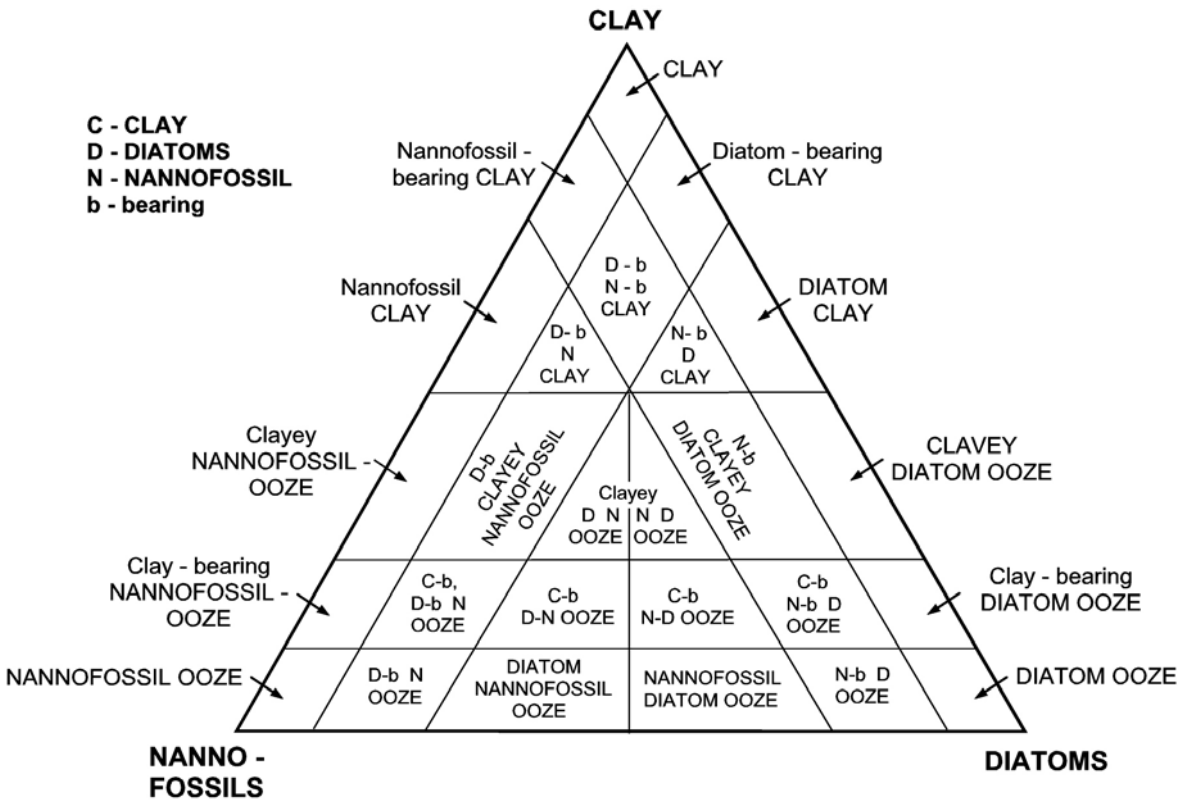 CLAY
CLAY
C - CLAY
D - DIATOMS
N - NANNOFOSSIL
b - bearing
Nannofossil -
bearing CLAY
Diatom - bearing
CLAY
D - b
N - b
CLAY
Nannofossil
CLAY
DIATOM
CLAY
D- b
N
CLAY
N- b
D
CLAY
Clayey
NANNOFOSSIL -
OOZE
D-b
CLAYEY
NANNOFOSSIL
OOZE
N-b
CLAYEY
DIATOM OOZE
CLAVEY
DIATOM OOZE
Clayey
D N N D
OOZE OOZE
Clay - bearing
NANNOFOSSIL -
OOZE
C-b,
D-b N
OOZE
C-b
D-N OOZE
C-b
N-D OOZE
C-b
N-b D
OOZE
Clay - bearing
DIATOM OOZE
NANNOFOSSIL OOZE
D-b N
OOZE
DIATOM
NANNOFOSSIL
OOZE
NANNOFOSSIL
DIATOM OOZE
N-b D
OOZE
DIATOM OOZE
NANNO -
FOSSILS
DIATOMS